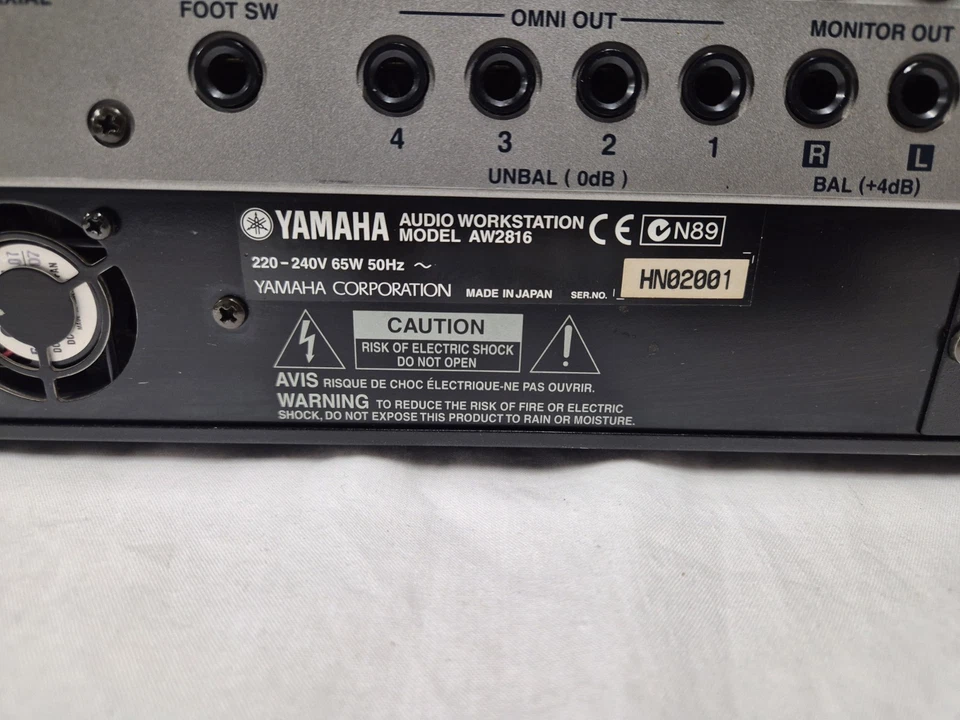 FOOT SW
OMNI OUT
MONITOR OUT
4
3
2
1
R
L
UNBAL ( 0dB )
BAL (+4dB)
YAMAHA
AUDIO WORKSTATION
MODEL AW2816
CE
N89
220-240V 65W 50Hz ~
HN02001
YAMAHA CORPORATION
MADE IN JAPAN
SER.NO.
CAUTION
RISK OF ELECTRIC SHOCK
DO NOT OPEN
AVIS RISQUE DE CHOC ÉLECTRIQUE-NE PAS OUVRIR.
WARNING TO REDUCE THE RISK OF FIRE OR ELECTRIC
SHOCK, DO NOT EXPOSE THIS PRODUCT TO RAIN OR MOISTURE.